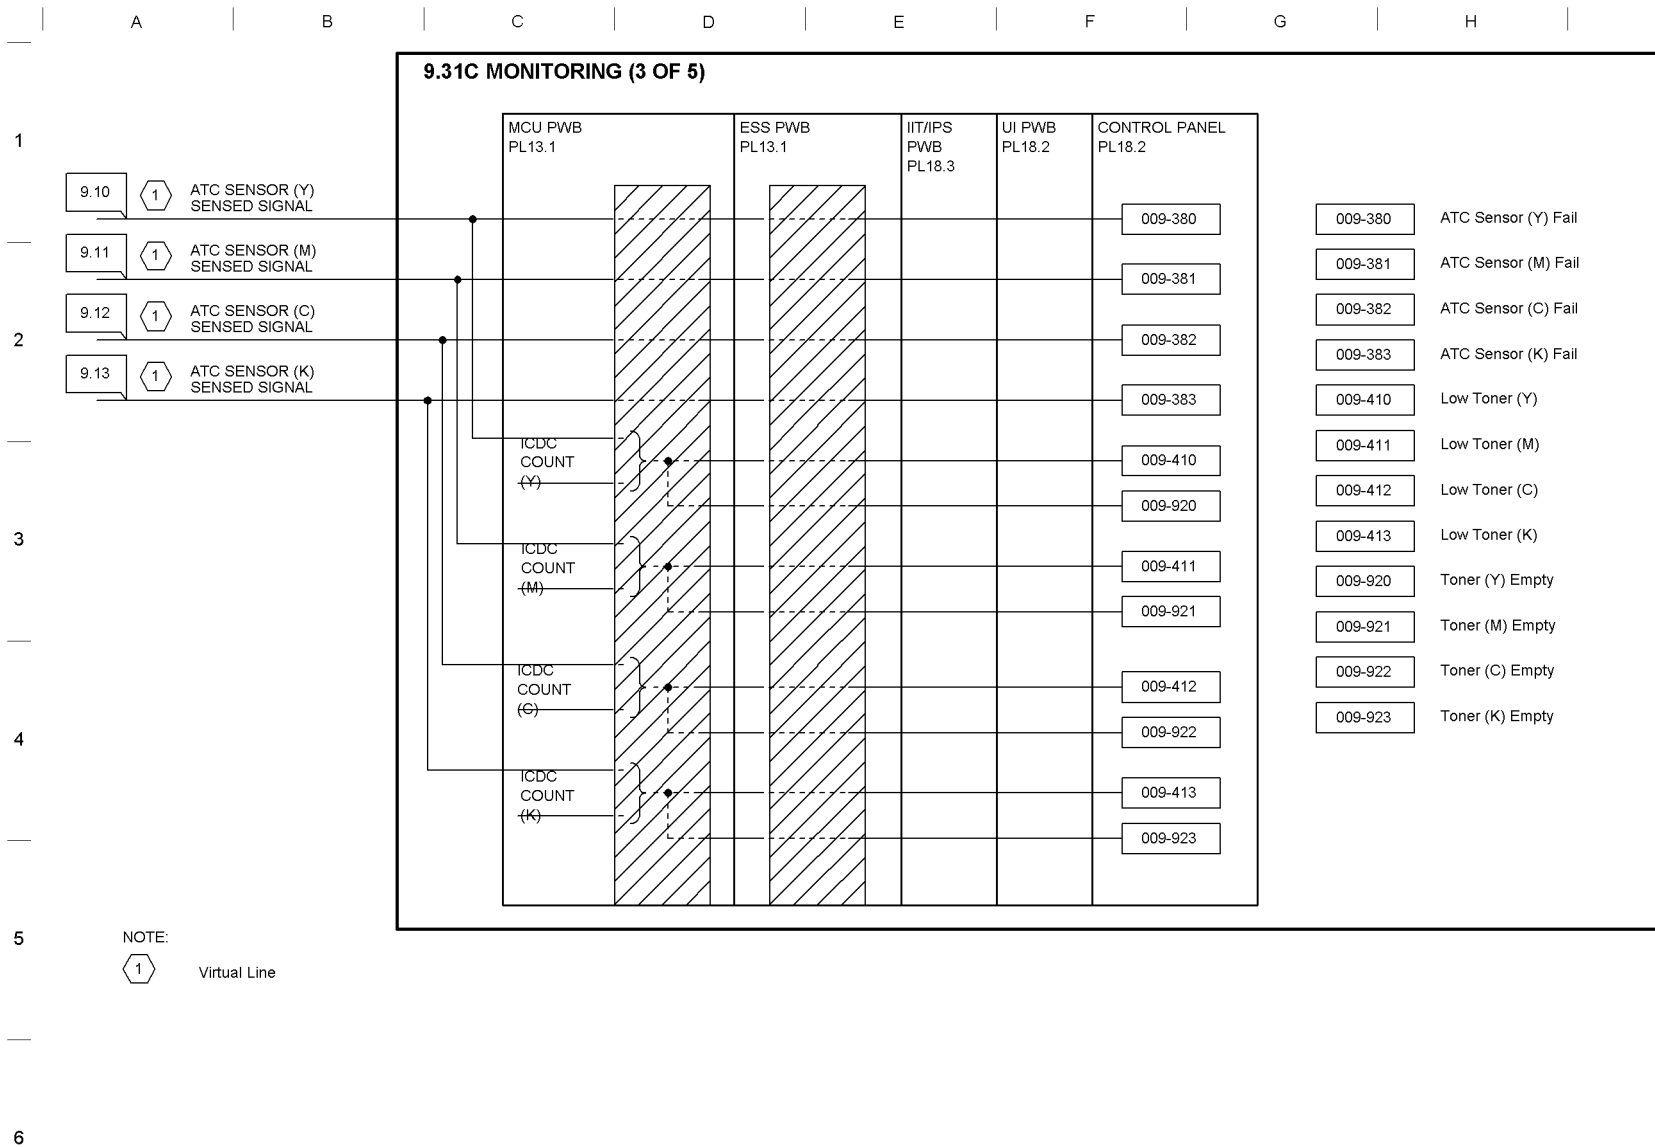 A B C D E F G H
9.31C MONITORING (3 OF 5)
1
MCU PWB
PL13.1
ESS PWB
PL13.1
IIT/IPS
PWB
PL18.3
UI PWB
PL18.2
CONTROL PANEL
PL18.2
9.10 1 ATC SENSOR (Y)
SENSED SIGNAL
9.11 1 ATC SENSOR (M)
SENSED SIGNAL
2
9.12 1 ATC SENSOR (C)
SENSED SIGNAL
9.13 1 ATC SENSOR (K)
SENSED SIGNAL
ICDC
COUNT
(Y)
3
ICDC
COUNT
(M)
ICDC
COUNT
(C)
4
ICDC
COUNT
(K)
009-380
009-381
009-382
009-383
009-410
009-920
009-411
009-921
009-412
009-922
009-413
009-923
009-380 ATC Sensor (Y) Fail
009-381 ATC Sensor (M) Fail
009-382 ATC Sensor (C) Fail
009-383 ATC Sensor (K) Fail
009-410 Low Toner (Y)
009-411 Low Toner (M)
009-412 Low Toner (C)
009-413 Low Toner (K)
009-920 Toner (Y) Empty
009-921 Toner (M) Empty
009-922 Toner (C) Empty
009-923 Toner (K) Empty
5
NOTE:
1 Virtual Line
6